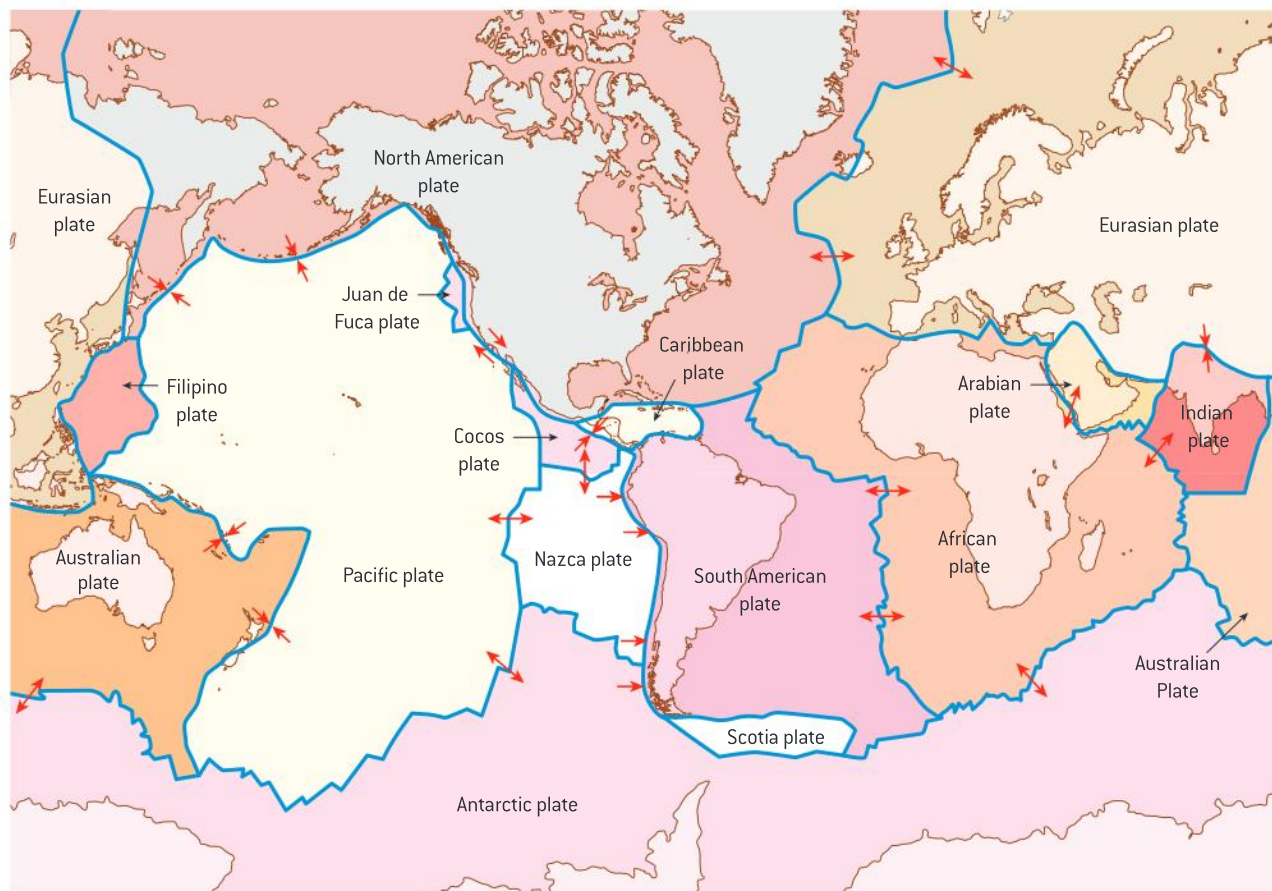 North American
plate
Eurasian
plate
Eurasian plate
Juan de
Fuca plate
Caribbean
plate
Filipino
plate
Arabian
plate
Indian
plate
Cocos
plate
Australian
plate
Pacific plate
Nazca plate
South American
plate
African
plate
Australian
Plate
Scotia plate
Antarctic plate